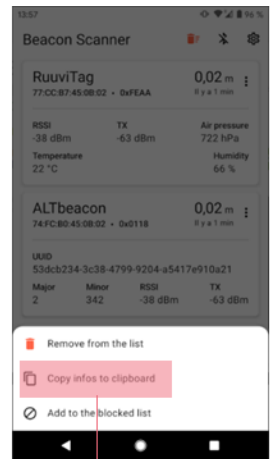 13:57 96 %
Beacon Scanner
RuuviTag 0,02 m
77:CC:B7:45:0B:02 • 0xFEAA Il y a 1 min
RSSI TX Air pressure
-38 dBm -63 dBm 722 hPa
Temperature Humidity
22 °C 66 %
ALTbeacon 0,02 m
74:FC:B0:45:0B:02 • 0x0118 Il y a 1 min
UUID
53dcb234-3c38-4799-9204-a5417e910a21
Major Minor RSSI TX
2 342 -38 dBm -63 dBm
Remove from the list
Copy infos to clipboard
Add to the blocked list